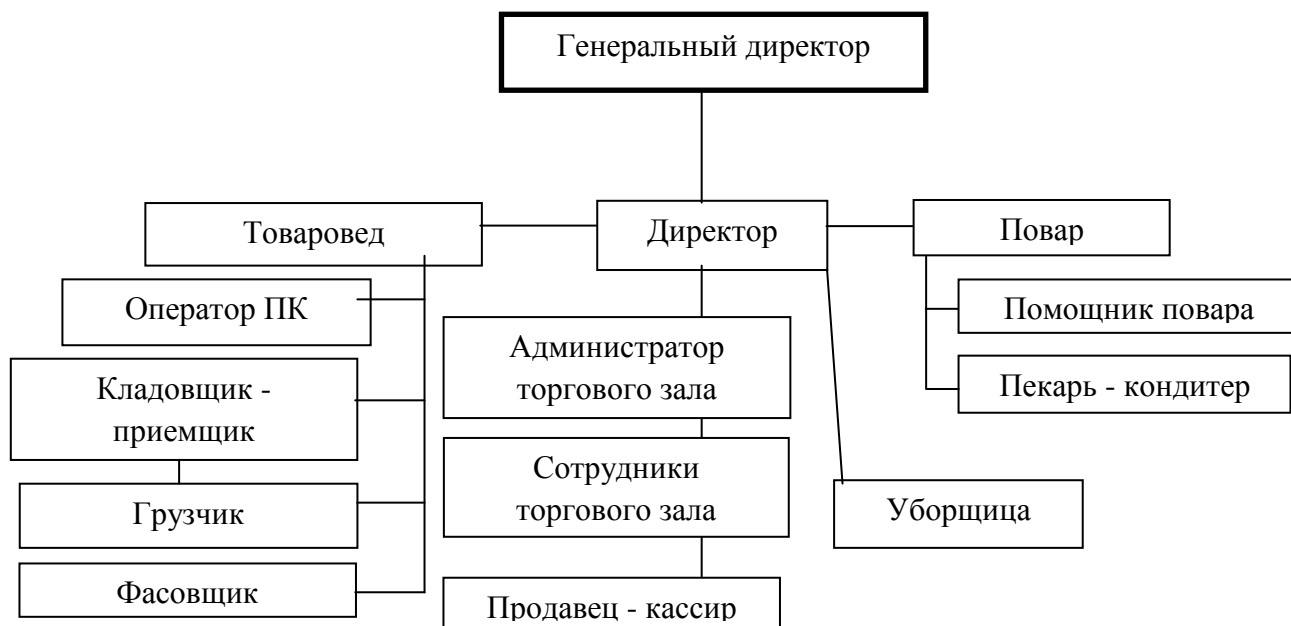 Генеральный директор
Товаровед
Директор
Повар
Оператор ПК
Помощник повара
Администратор
торгового зала
Кладовщик -
приемщик
Пекарь - кондитер
Сотрудники
торгового зала
Грузчик
Уборщица
Фасовщик
Продавец - кассир